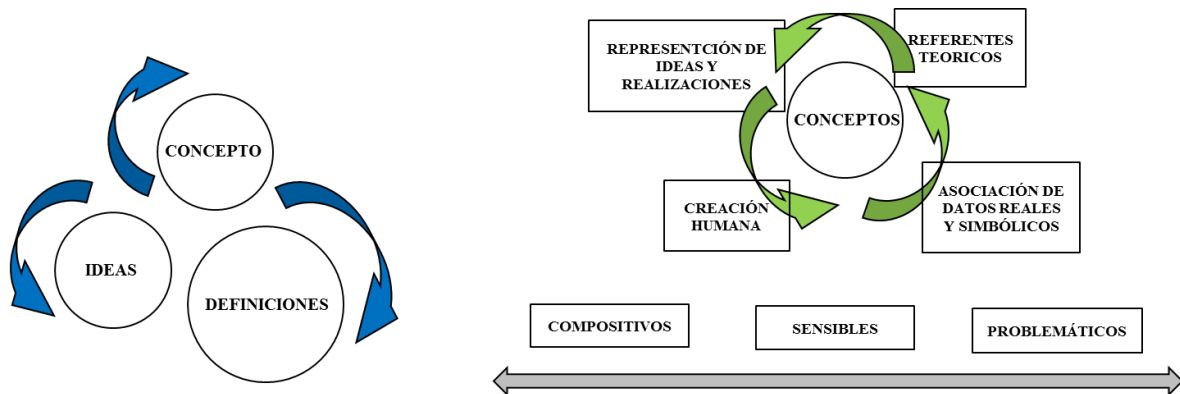 CONCEPTO
IDEAS
DEFINICIONES
REPRESENTCIÓN DE
IDEAS Y
REALIZACIONES
REFERENTES
TEORICOS
CONCEPTOS
CREACIÓN
HUMANA
ASOCIACIÓN DE
DATOS REALES
Y SIMBÓLICOS
COMPOSITIVOS
SENSIBLES
PROBLEMÁTICOS